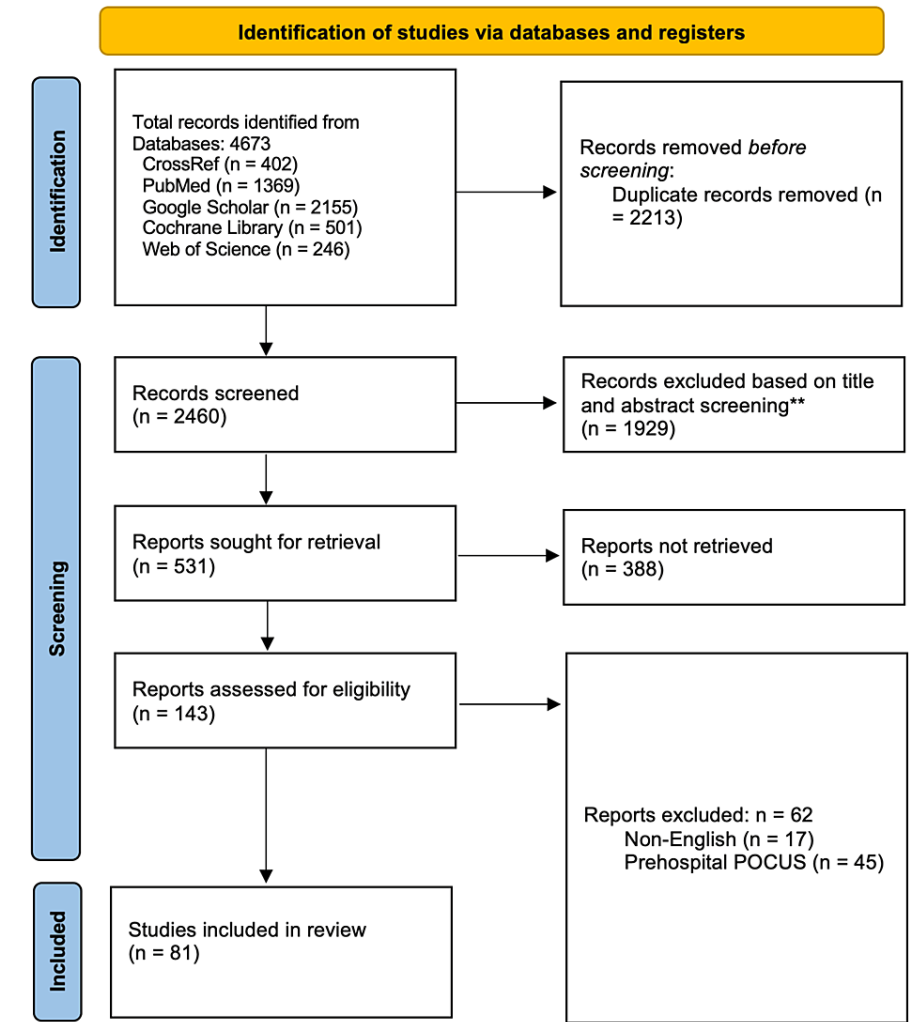 Identification of studies via databases and registers
Identification
Total records identified from
Databases: 4673
CrossRef (n = 402)
PubMed (n = 1369)
Google Scholar (n = 2155)
Cochrane Library (n = 501)
Web of Science (n = 246)
Records removed before
screening:
Duplicate records removed (n
= 2213)
Screening
Records screened
(n = 2460)
Records excluded based on title
and abstract screening**
(n = 1929)
Reports sought for retrieval
(n = 531)
Reports not retrieved
(n = 388)
Reports assessed for eligibility
(n = 143)
Reports excluded: n = 62
Non-English (n = 17)
Prehospital POCUS (n = 45)
Included
Studies included in review
(n = 81)